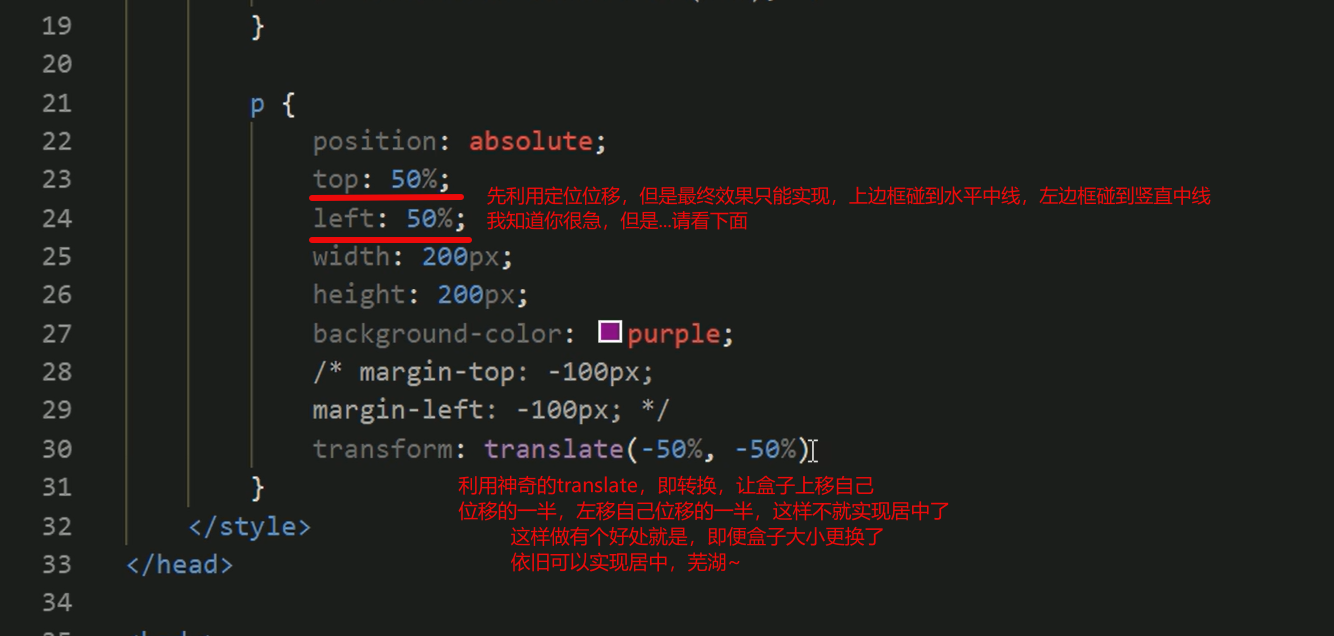 19 }
20
21 p {
22 position: absolute;
23 top: 50%;
先利用定位位移，但是最终效果只能实现，上边框碰到水平中线，左边框碰到竖直中线
24 left: 50%;
我知道你很急，但是...请看下面
25 width: 200px;
26 height: 200px;
27 background-color: purple;
28 /* margin-top: -100px;
29 margin-left: -100px; */
30 transform: translate(-50%, -50%)
利用神奇的translate，即转换，让盒子上移自己
31 }
位移的一半，左移自己位移的一半，这样不就实现居中了
32 </style>
这样做有个好处就是，即便盒子大小更换了
33 </head>
依旧可以实现居中，芜湖~
34